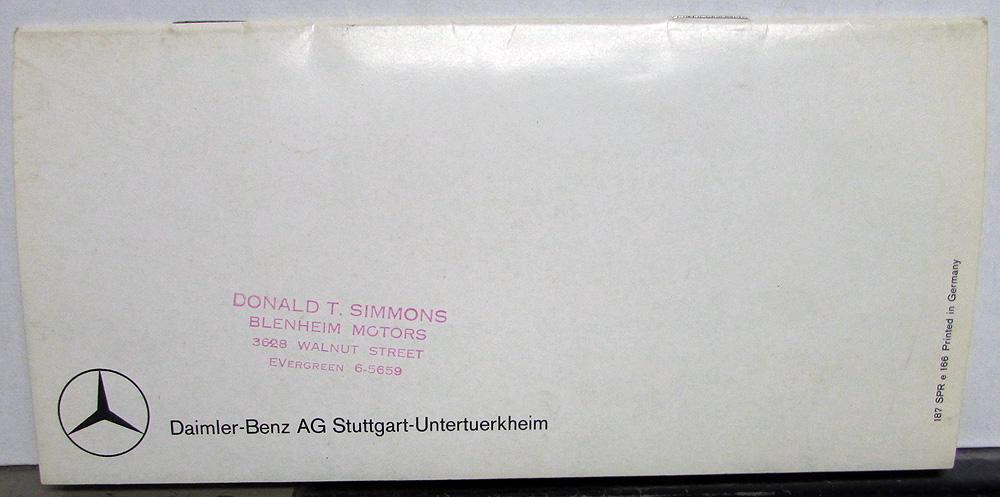 DONALD T. SIMMONS
BLENHEIM MOTORS
3628 WALNUT STREET
EVERGREEN 6-5659
Daimler-Benz AG Stuttgart-Untertuerkheim
187 SPR e 166 Printed in Germany